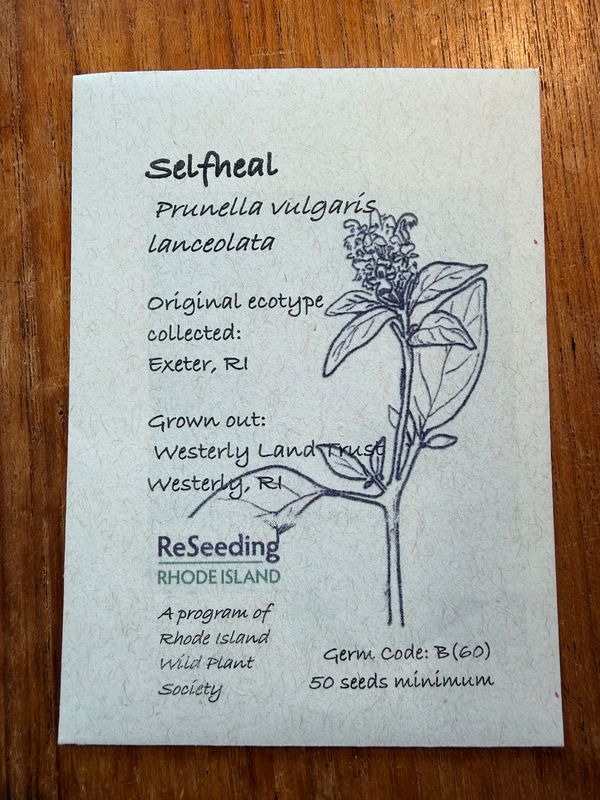 Selfheal
Prunella vulgaris
lanceolata
Original ecotype
collected:
Exeter, RI
Grown out:
Westerly Land Trust
Westerly, RI
ReSeeding
RHODE ISLAND
A program of
Rhode Island
Wild Plant
Society
Germ Code: B(60)
50 seeds minimum